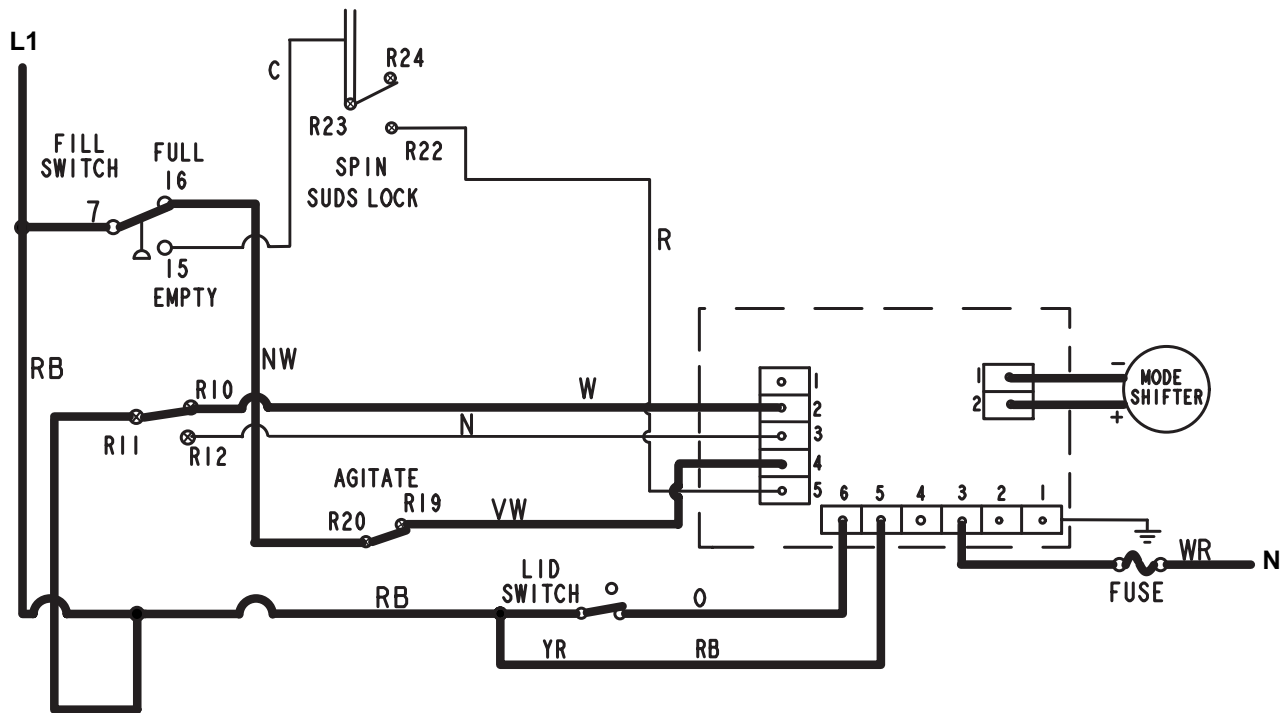 L1
C
R24
R23
R22
SPIN
SUDS LOCK
FILL
SWITCH
FULL
16
7
15
EMPTY
R
RB
NW
R10
R11
R12
W
N
AGITATE
R19
R20
VW
1
2
3
4
5
1
2
-
+
MODE
SHIFTER
6 5 4 3 2 1
WR
N
FUSE
LID
SWITCH
RB
O
YR
RB